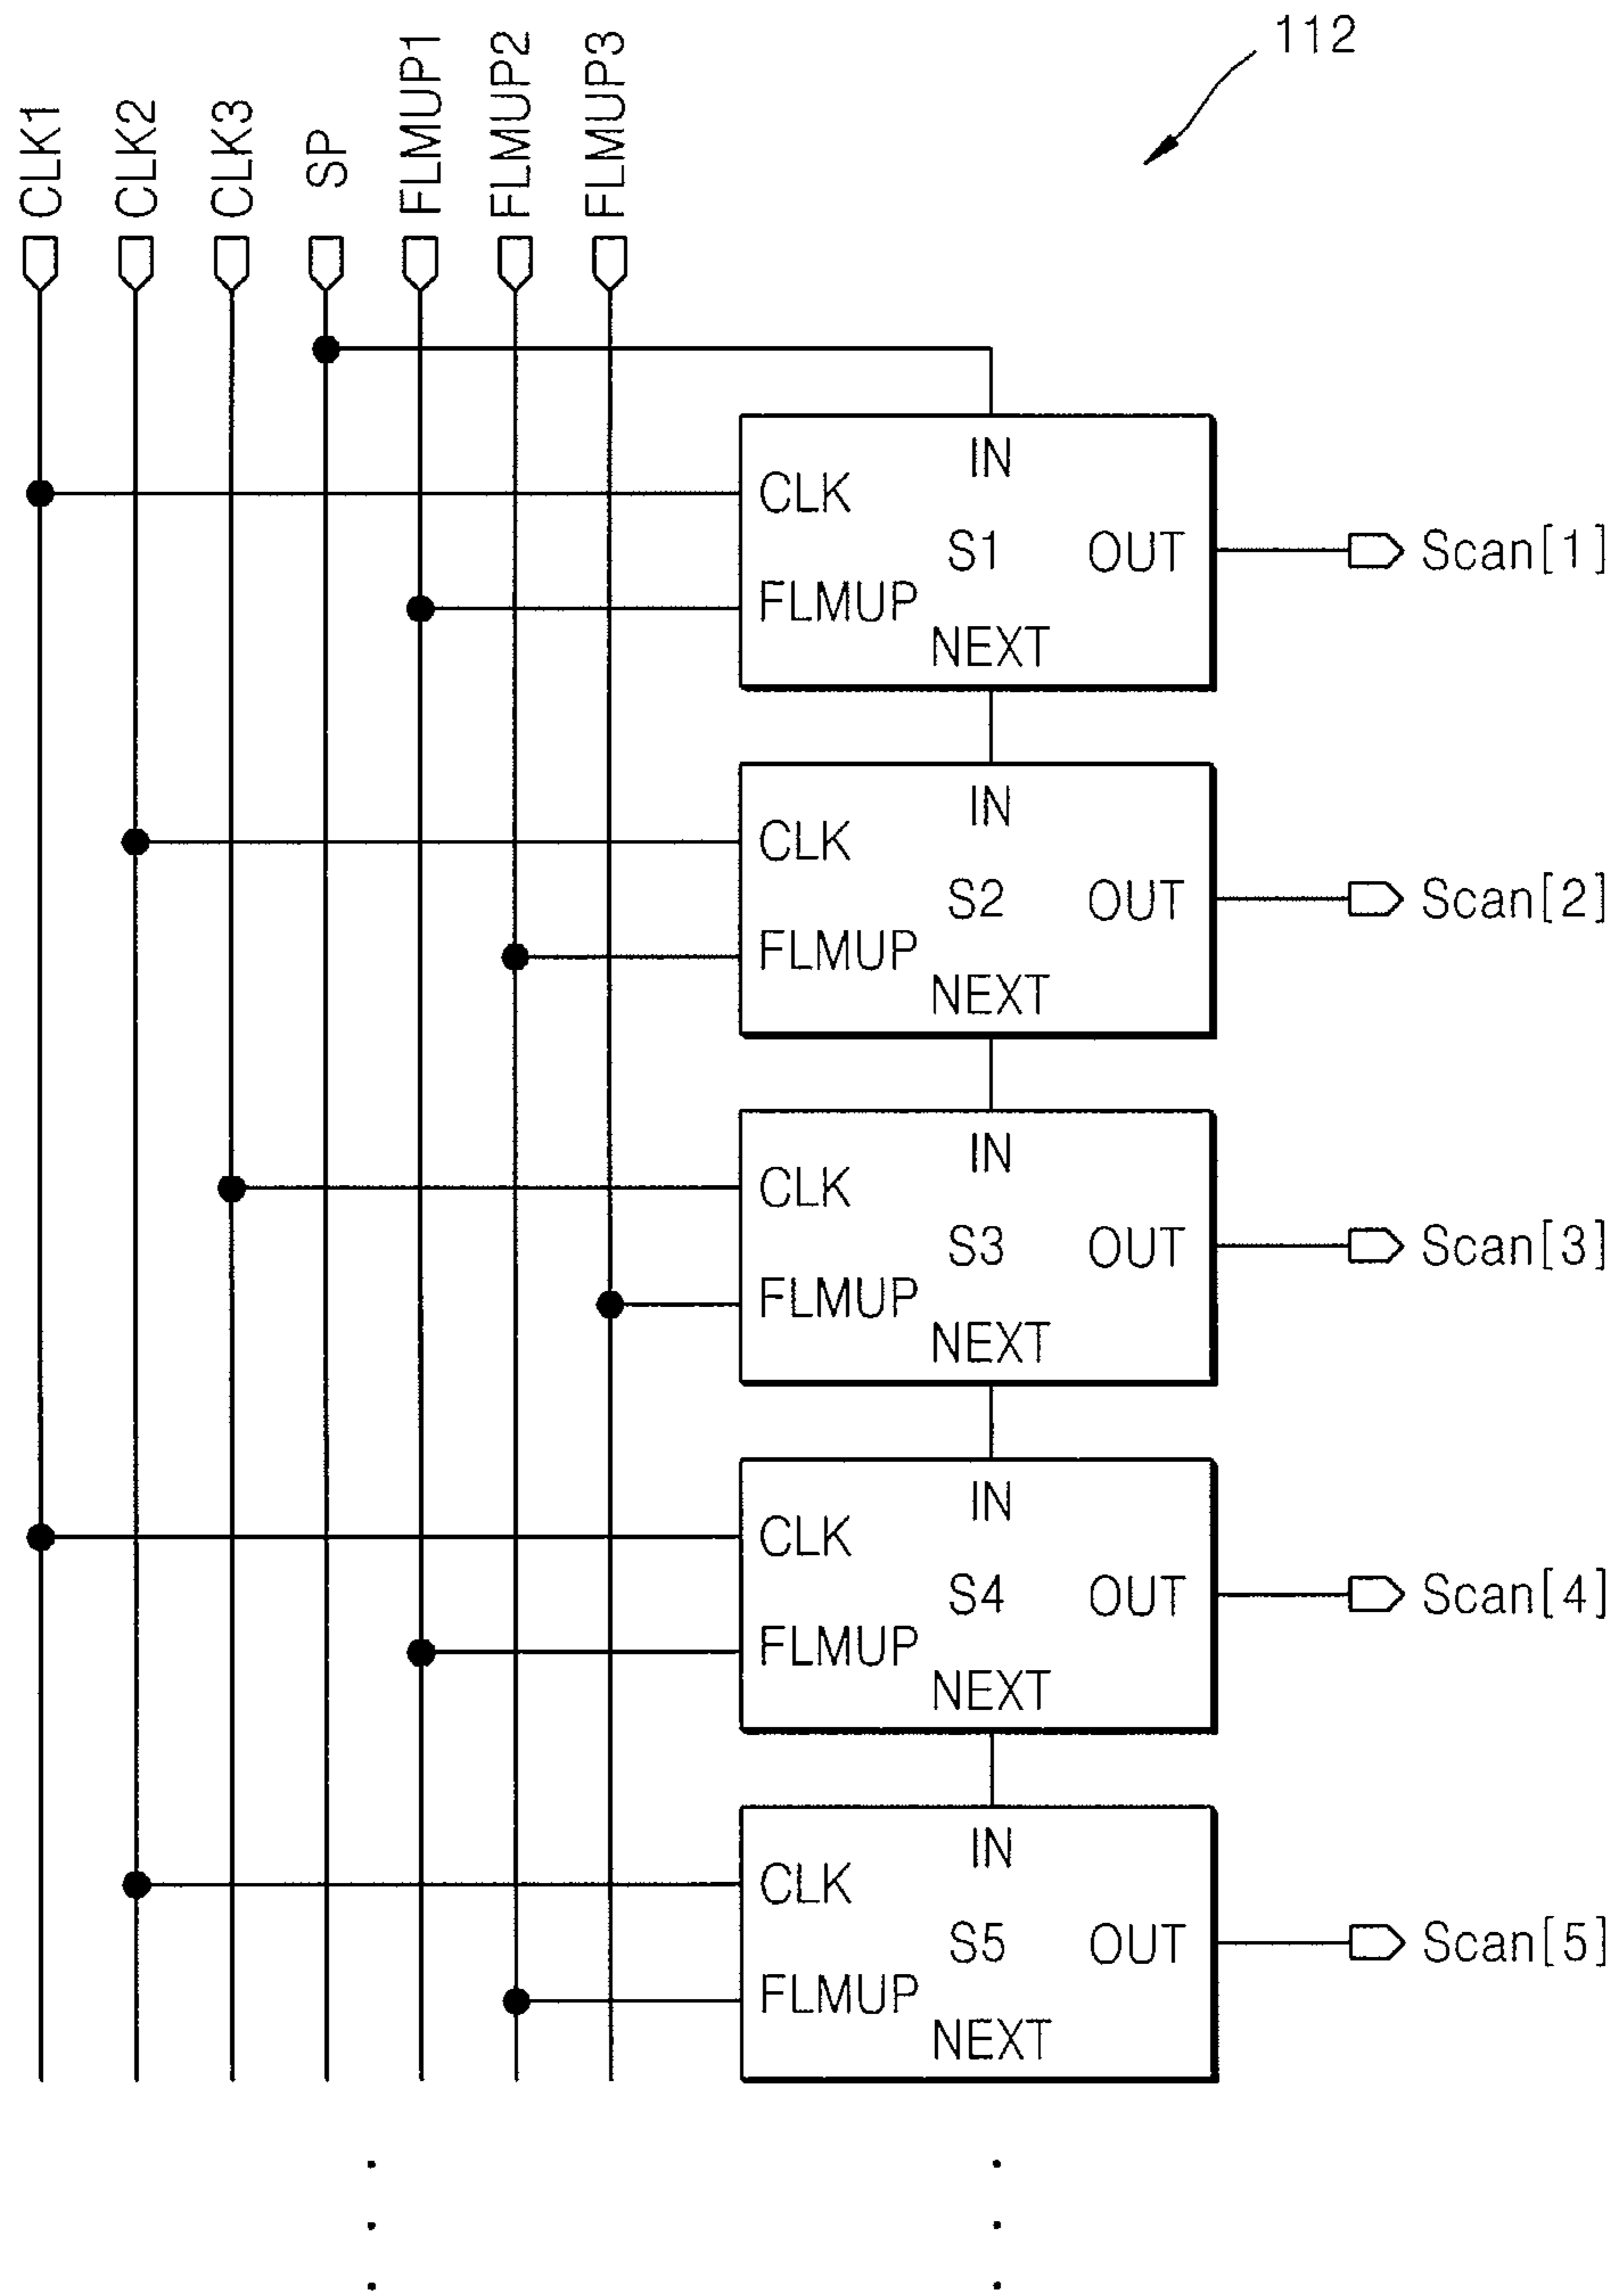 112
CLK1
CLK2
CLK3
SP
FLMUP1
FLMUP2
FLMUP3
IN
CLK
S1
OUT
Scan[1]
FLMUP
NEXT
IN
CLK
S2
OUT
Scan[2]
FLMUP
NEXT
IN
CLK
S3
OUT
Scan[3]
FLMUP
NEXT
IN
CLK
S4
OUT
Scan[4]
FLMUP
NEXT
IN
CLK
S5
OUT
Scan[5]
FLMUP
NEXT